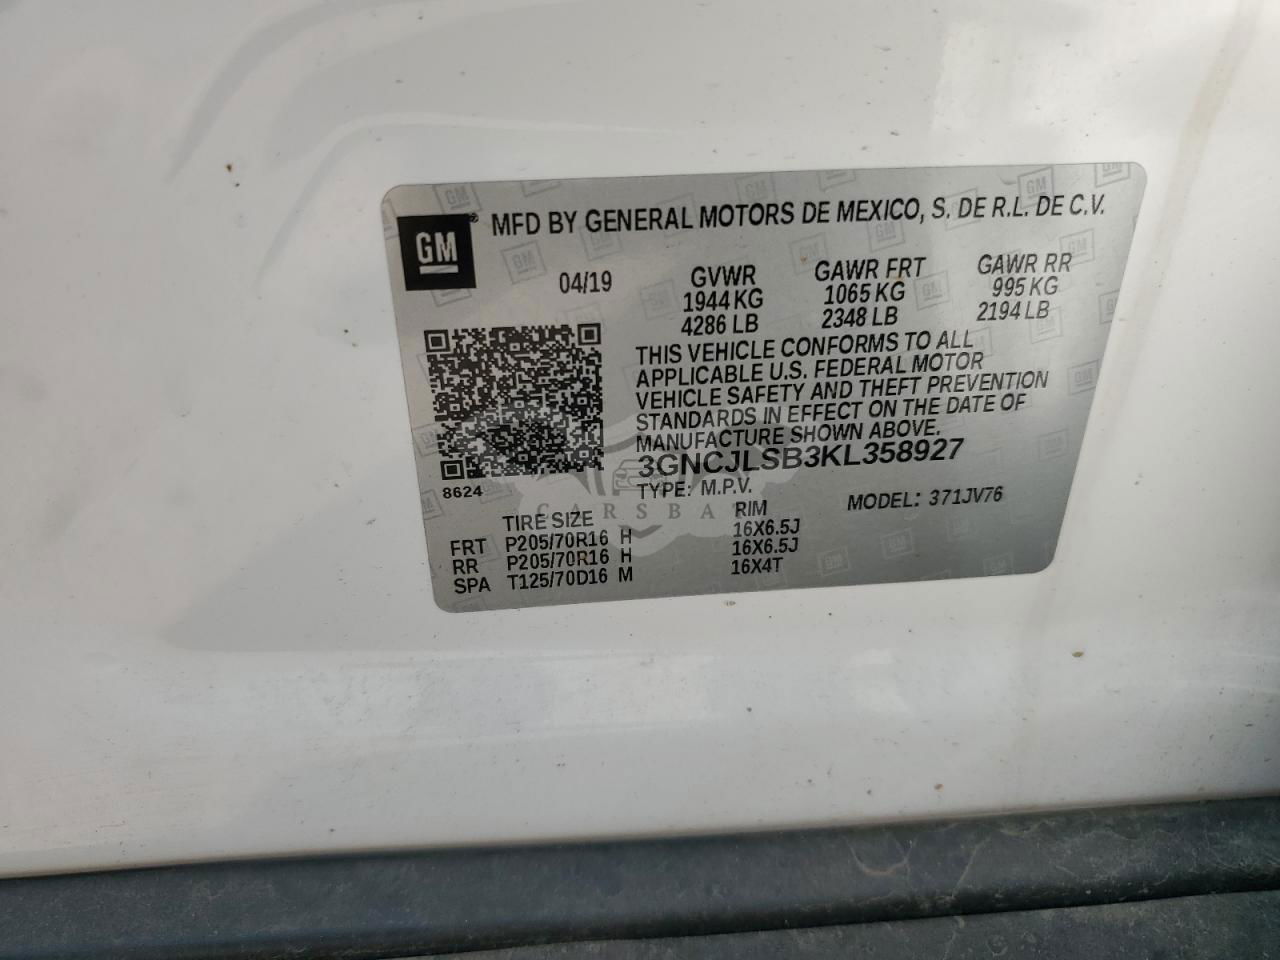 GM® MFD BY GENERAL MOTORS DE MEXICO, S. DE R.L. DE C.V.
04/19 GVWR GAWR FRT GAWR RR
1944 KG 1065 KG 995 KG
4286 LB 2348 LB 2194 LB
THIS VEHICLE CONFORMS TO ALL
APPLICABLE U.S. FEDERAL MOTOR
VEHICLE SAFETY AND THEFT PREVENTION
STANDARDS IN EFFECT ON THE DATE OF
MANUFACTURE SHOWN ABOVE.
3GNCJLSB3KL358927
8624 TYPE: M.P.V. MODEL: 371JV76
CARSBA
TIRE SIZE RIM
FRT P205/70R16 H 16X6.5J
RR P205/70R16 H 16X6.5J
SPA T125/70D16 M 16X4T